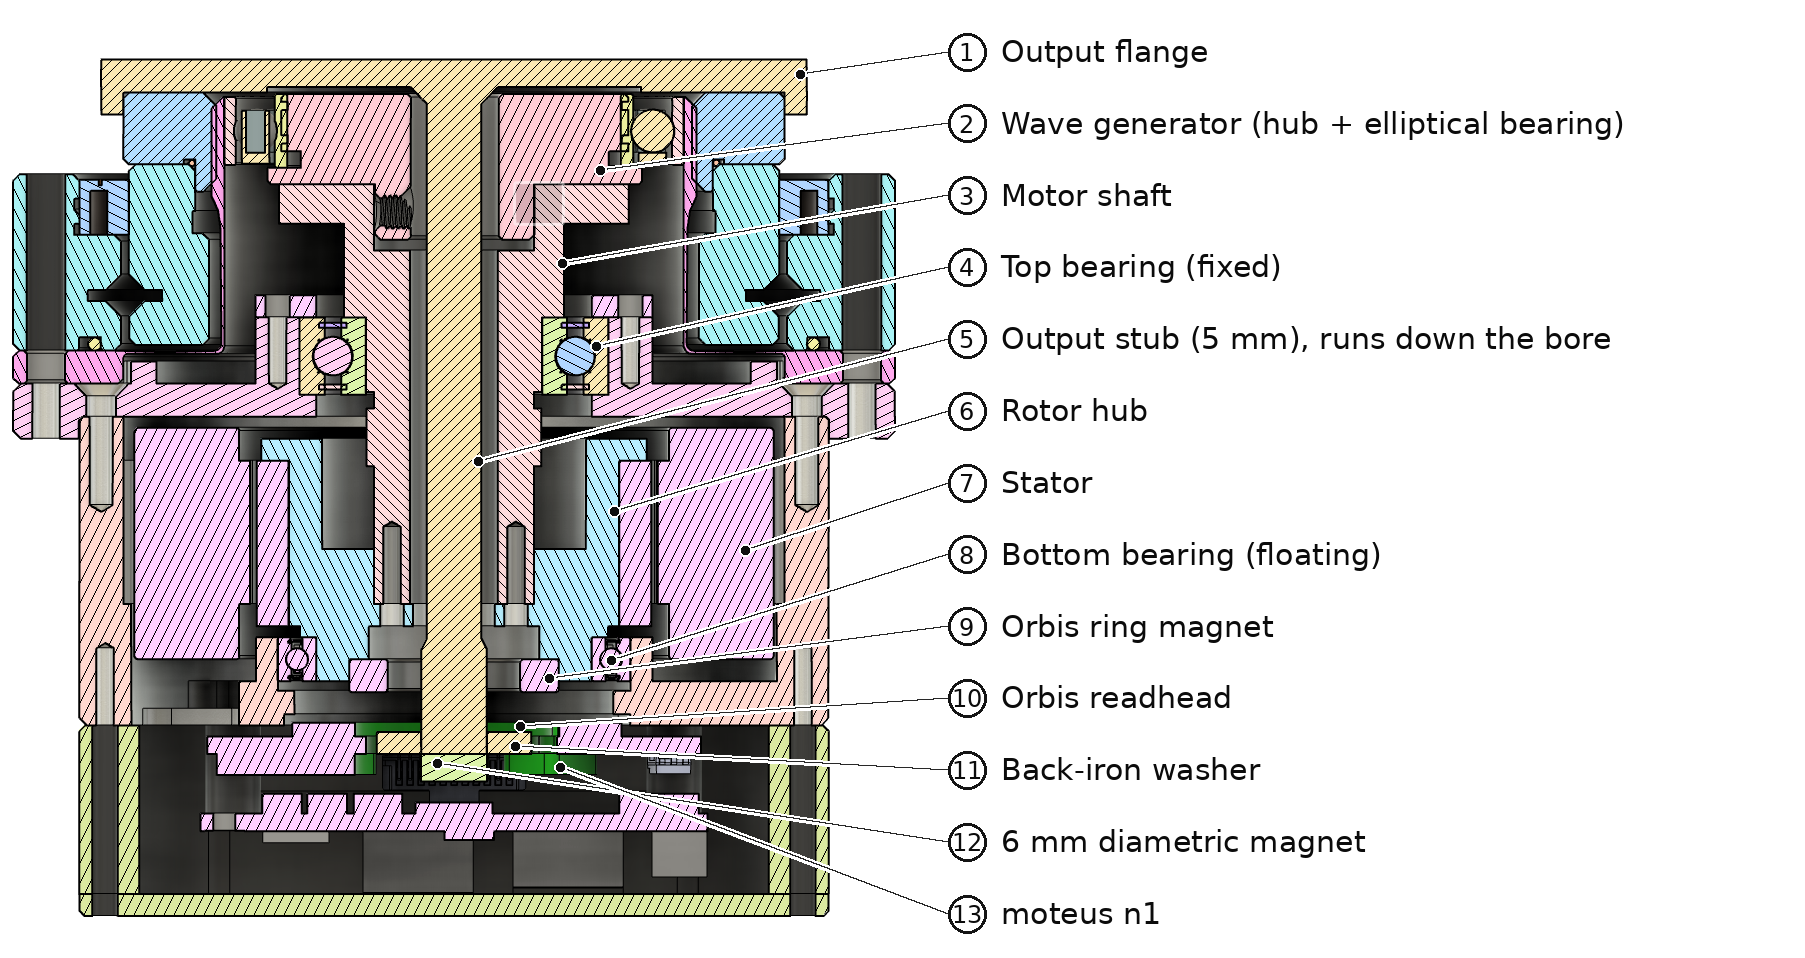 1 Output flange
2 Wave generator (hub + elliptical bearing)
3 Motor shaft
4 Top bearing (fixed)
5 Output stub (5 mm), runs down the bore
6 Rotor hub
7 Stator
8 Bottom bearing (floating)
9 Orbis ring magnet
10 Orbis readhead
11 Back-iron washer
12 6 mm diametric magnet
13 moteus n1